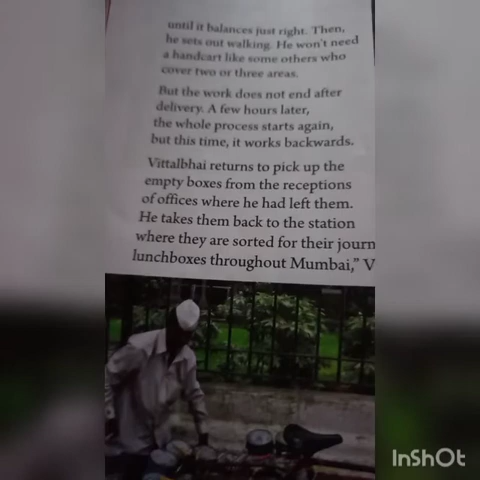 until it balances just right. Then,
he sets out walking. He won't need
a handcart like some others who
cover two or three areas.
But the work does not end after
delivery. A few hours later,
the whole process starts again,
but this time, it works backwards.
Vittalbhai returns to pick up the
empty boxes from the receptions
of offices where he had left them.
He takes them back to the station
where they are sorted for their journ
lunchboxes throughout Mumbai,” V
InShOt